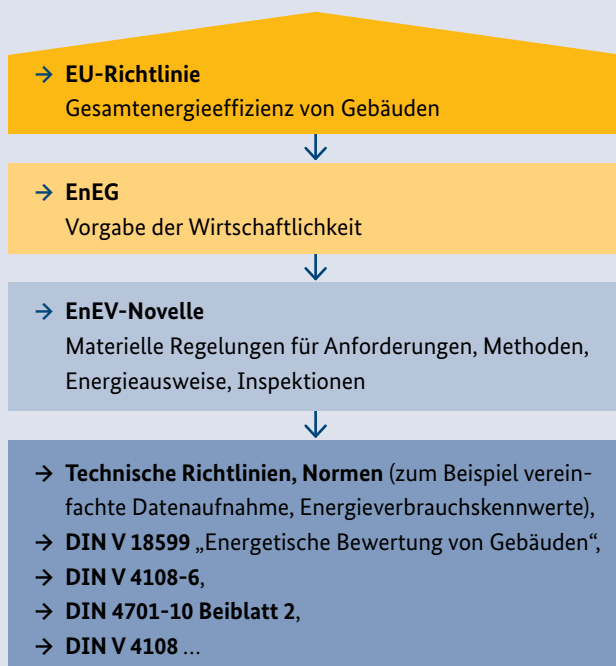 → EU-Richtlinie
Gesamtenergieeffizienz von Gebäuden
→ EnEG
Vorgabe der Wirtschaftlichkeit
→ EnEV-Novelle
Materielle Regelungen für Anforderungen, Methoden,
Energieausweise, Inspektionen
→ Technische Richtlinien, Normen (zum Beispiel verein-
fachte Datenaufnahme, Energieverbrauchskennwerte),
→ DIN V 18599 „Energetische Bewertung von Gebäuden“,
→ DIN V 4108-6,
→ DIN 4701-10 Beiblatt 2,
→ DIN V 4108 …